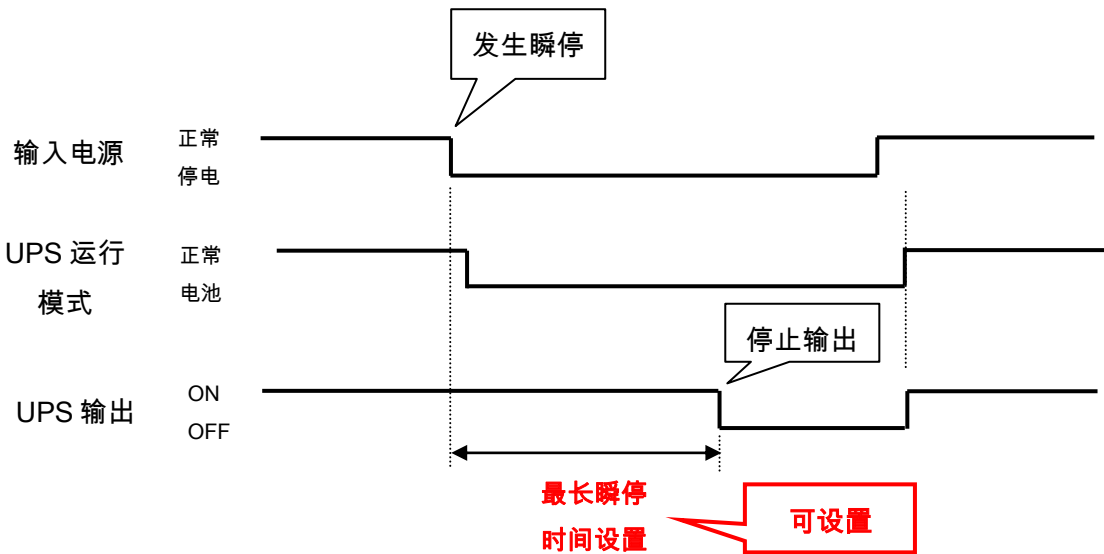 发生瞬停
输入电源
正常
停电
UPS 运行
模式
正常
电池
停止输出
UPS 输出
ON
OFF
最长瞬停
时间设置
可设置